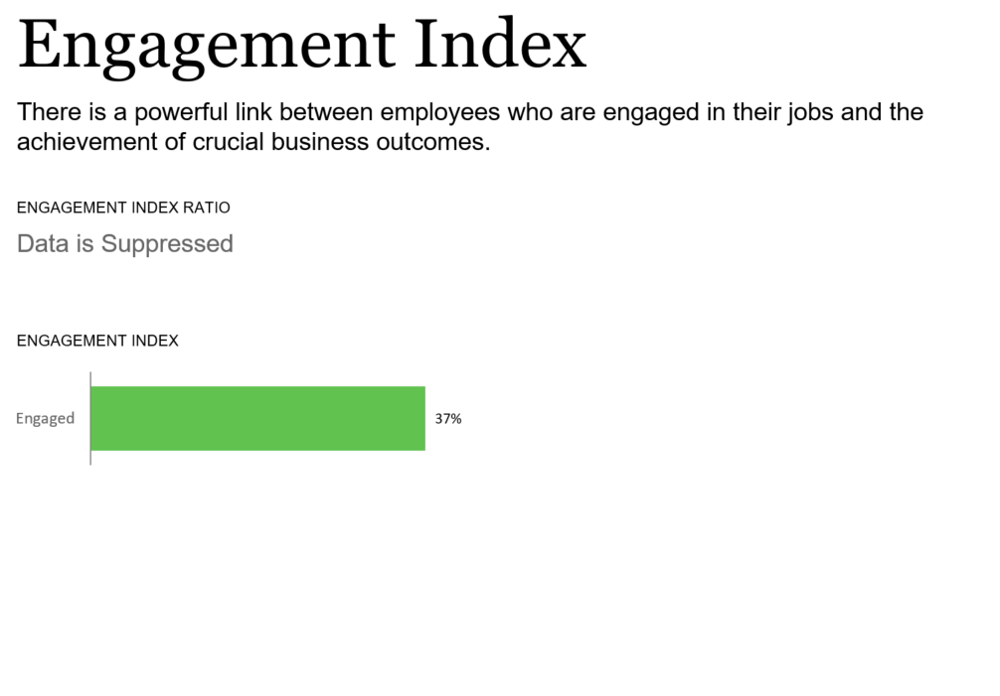 Engagement Index
There is a powerful link between employees who are engaged in their jobs and the
achievement of crucial business outcomes.
ENGAGEMENT INDEX RATIO
Data is Suppressed
ENGAGEMENT INDEX
Engaged 37%